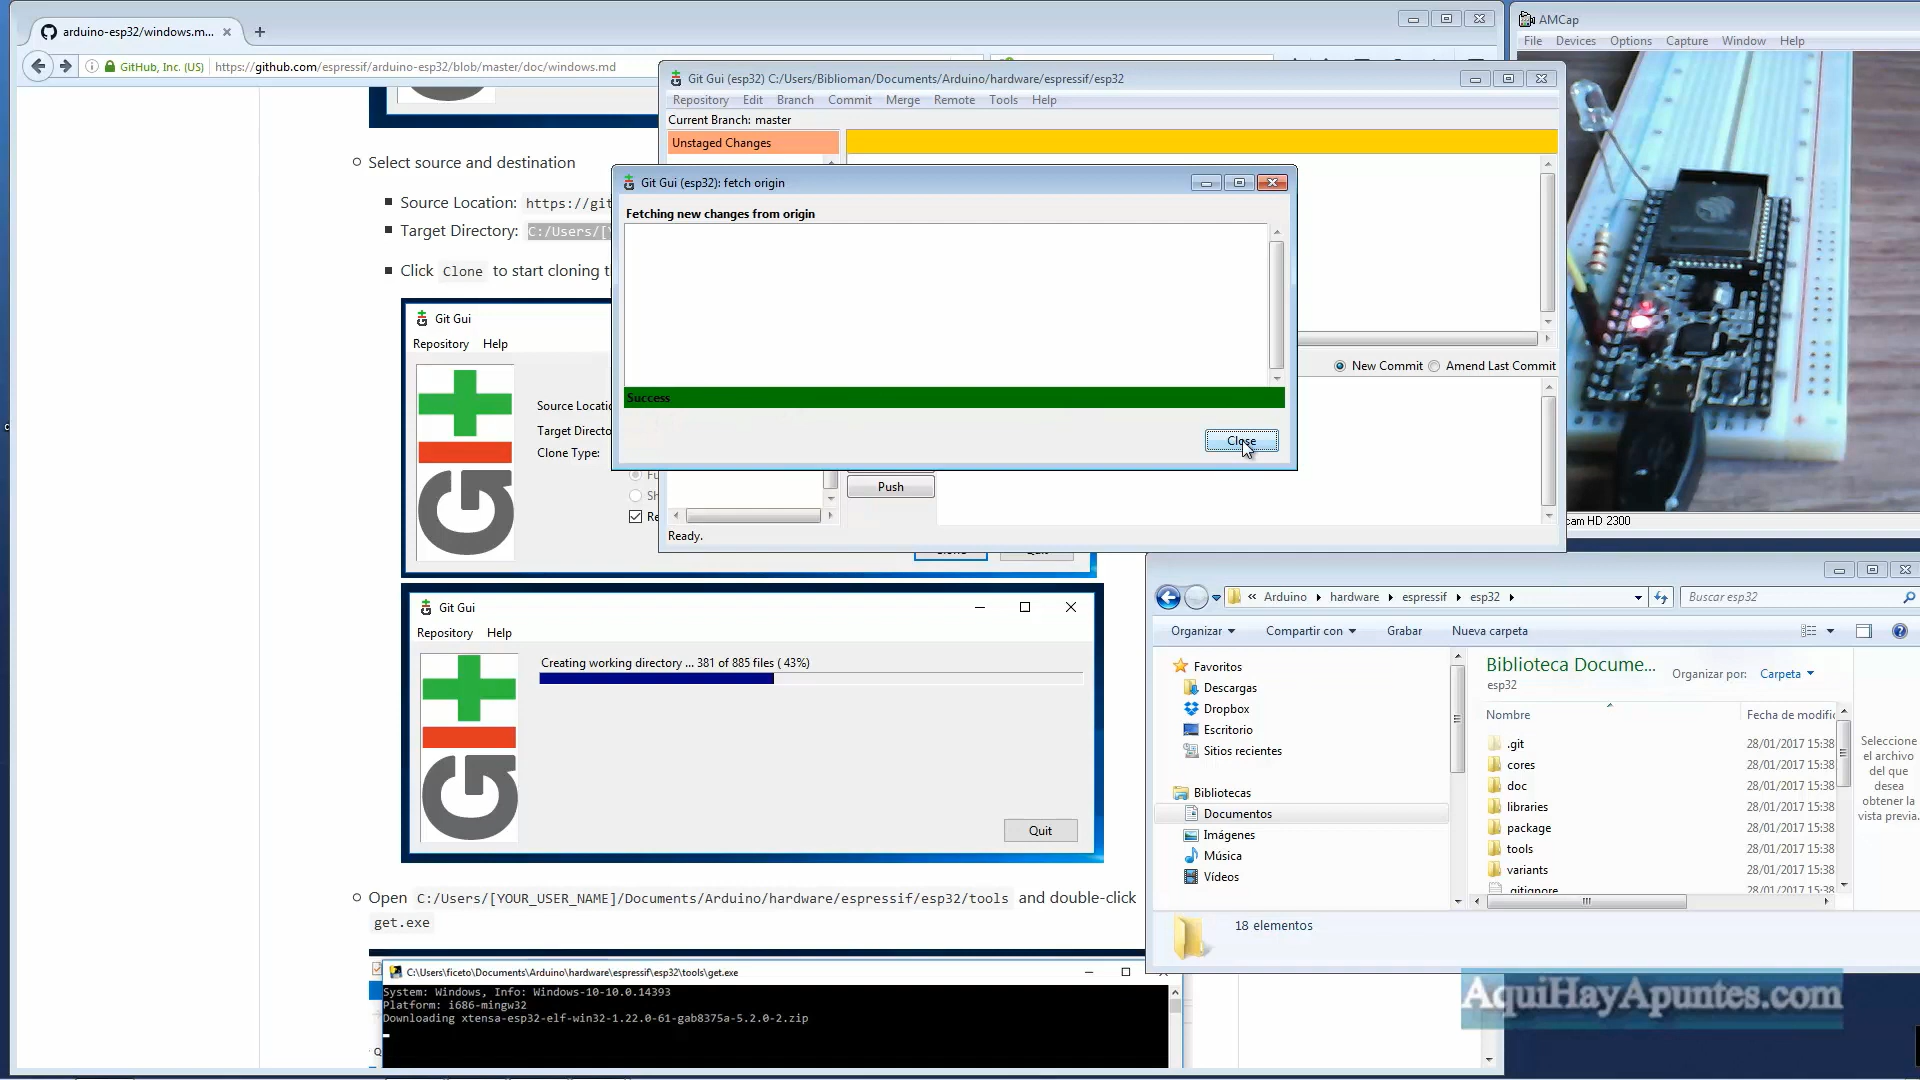 arduino-esp32/windows.m...
GitHub, Inc. (US)
https://github.com/espressif/arduino-esp32/blob/master/doc/windows.md
Select source and destination
Source Location: https://git
Target Directory: C:/Users/[
Click Clone to start cloning t
Git Gui
Repository Help
Source Locatio
Target Directo
Clone Type:
Git Gui (esp32) C:/Users/Biblioman/Documents/Arduino/hardware/espressif/esp32
Repository Edit Branch Commit Merge Remote Tools Help
Current Branch: master
Unstaged Changes
Git Gui (esp32): fetch origin
Fetching new changes from origin
Success
Close
New Commit Amend Last Commit
Push
Ready.
Git Gui
Repository Help
Creating working directory ... 381 of 885 files ( 43%)
Quit
Open C:/Users/[YOUR_USER_NAME]/Documents/Arduino/hardware/espressif/esp32/tools and double-click
get.exe
C:\Users\ficeto\Documents\Arduino\hardware\espressif\esp32\tools\get.exe
System: Windows, Info: Windows-10-10.0.14393
Platform: i686-mingw32
Downloading xtensa-esp32-elf-win32-1.22.0-61-gab8375a-5.2.0-2.zip
AMCap
File Devices Options Capture Window Help
cam HD 2300
« Arduino hardware espressif esp32
Buscar esp32
Organizar Compartir con Grabar Nueva carpeta
Favoritos
Descargas
Dropbox
Escritorio
Sitios recientes
Bibliotecas
Documentos
Imágenes
Música
Vídeos
Biblioteca Docume...
esp32
Organizar por: Carpeta
Nombre Fecha de modific
.git 28/01/2017 15:38
cores 28/01/2017 15:38
doc 28/01/2017 15:38
libraries 28/01/2017 15:38
package 28/01/2017 15:38
tools 28/01/2017 15:38
variants 28/01/2017 15:38
.gitignore 28/01/2017 15:38
Seleccione
el archivo
del que
desea
obtener la
vista previa.
18 elementos
AquiHayApuntes.com